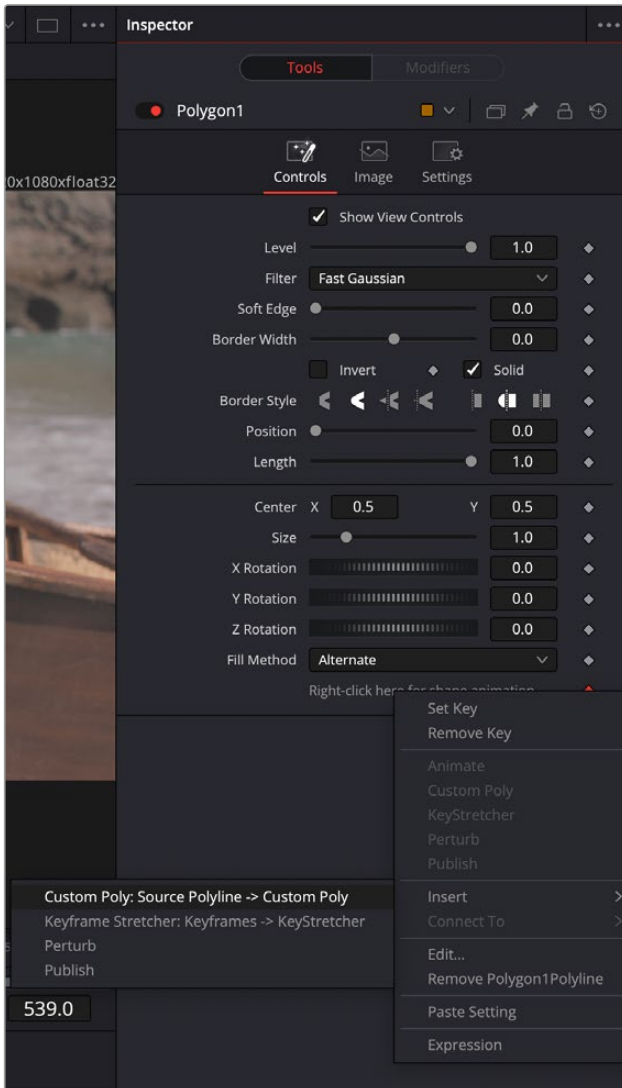 Inspector
Tools Modifiers
Polygon1
0x1080xfloat32
Controls Image Settings
Show View Controls
Level 1.0
Filter Fast Gaussian
Soft Edge 0.0
Border Width 0.0
Invert Solid
Border Style
Position 0.0
Length 1.0
Center X 0.5 Y 0.5
Size 1.0
X Rotation 0.0
Y Rotation 0.0
Z Rotation 0.0
Fill Method Alternate
Right-click here for shape animation
Set Key
Remove Key
Animate
Custom Poly
KeyStretcher
Perturb
Publish
Insert
Connect To
Edit...
Remove Polygon1Polyline
Paste Setting
Expression
Custom Poly: Source Polyline -> Custom Poly
Keyframe Stretcher: Keyframes -> KeyStretcher
Perturb
Publish
539.0